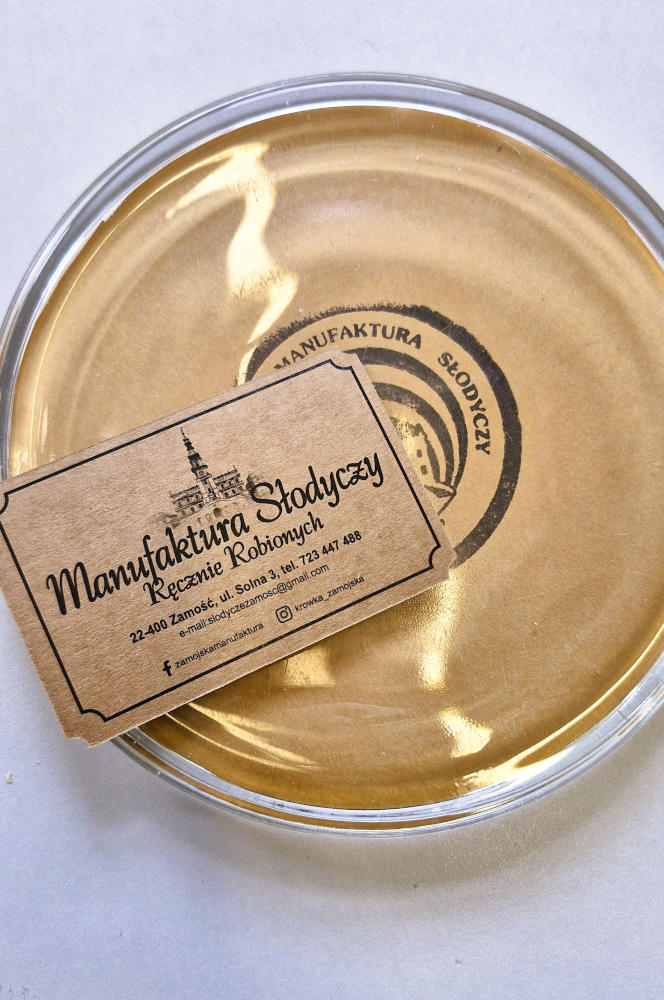 MANUFAKTURA SŁODYCZY
Manufaktura Słodyczy
Ręcznie Robionych
22-400 Zamość, ul. Solna 3, tel. 723 447 488
e-mail:slodyczezamosc@gmail.com
zamojskamanufaktura krowka_zamojska